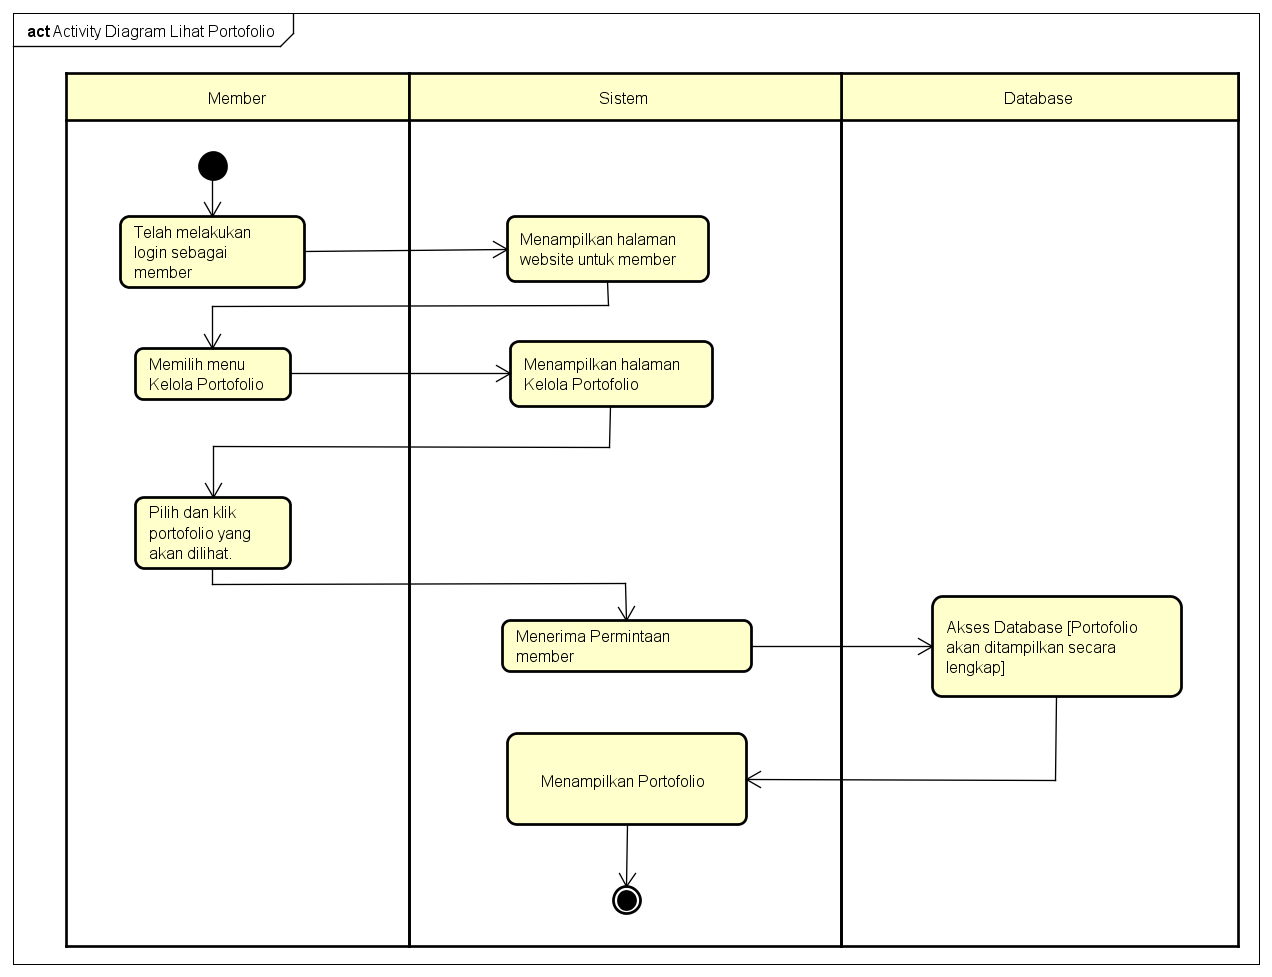 act Activity Diagram Lihat Portofolio
Member
Sistem
Database
Telah melakukan
login sebagai
member
Menampilkan halaman
website untuk member
Memilih menu
Kelola Portofolio
Menampilkan halaman
Kelola Portofolio
Pilih dan klik
portofolio yang
akan dilihat.
Menerima Permintaan
member
Akses Database [Portofolio
akan ditampilkan secara
lengkap]
Menampilkan Portofolio